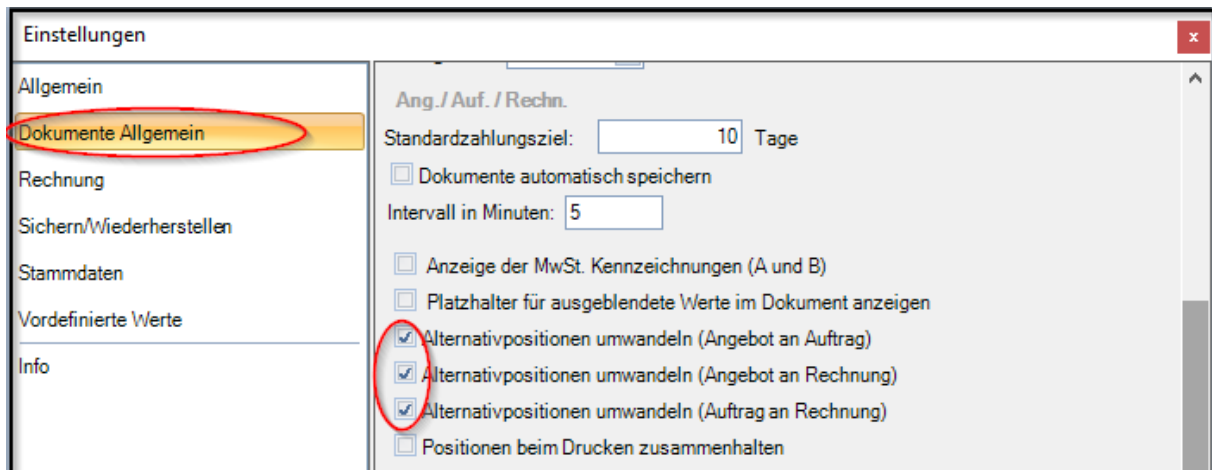 Einstellungen
x
Allgemein
Dokumente Allgemein
Rechnung
Sichern/Wiederherstellen
Stammdaten
Vordefinierte Werte
Info
Ang./ Auf. / Rechn.
Standardzahlungsziel: 10 Tage
Dokumente automatisch speichern
Intervall in Minuten: 5
Anzeige der MwSt. Kennzeichnungen (A und B)
Platzhalter für ausgeblendete Werte im Dokument anzeigen
Alternativpositionen umwandeln (Angebot an Auftrag)
Alternativpositionen umwandeln (Angebot an Rechnung)
Alternativpositionen umwandeln (Auftrag an Rechnung)
Positionen beim Drucken zusammenhalten